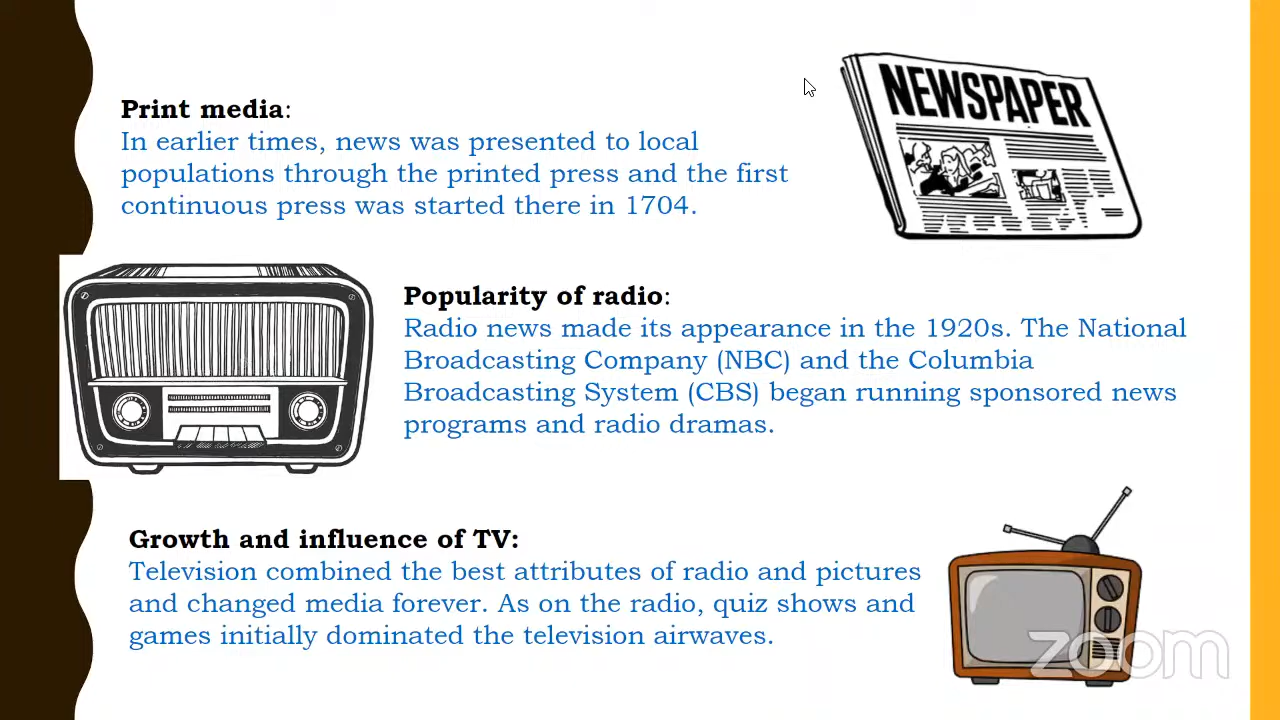 NEWSPAPER
Print media:
In earlier times, news was presented to local
populations through the printed press and the first
continuous press was started there in 1704.
Popularity of radio:
Radio news made its appearance in the 1920s. The National
Broadcasting Company (NBC) and the Columbia
Broadcasting System (CBS) began running sponsored news
programs and radio dramas.
Growth and influence of TV:
Television combined the best attributes of radio and pictures
and changed media forever. As on the radio, quiz shows and
games initially dominated the television airwaves.
zoom